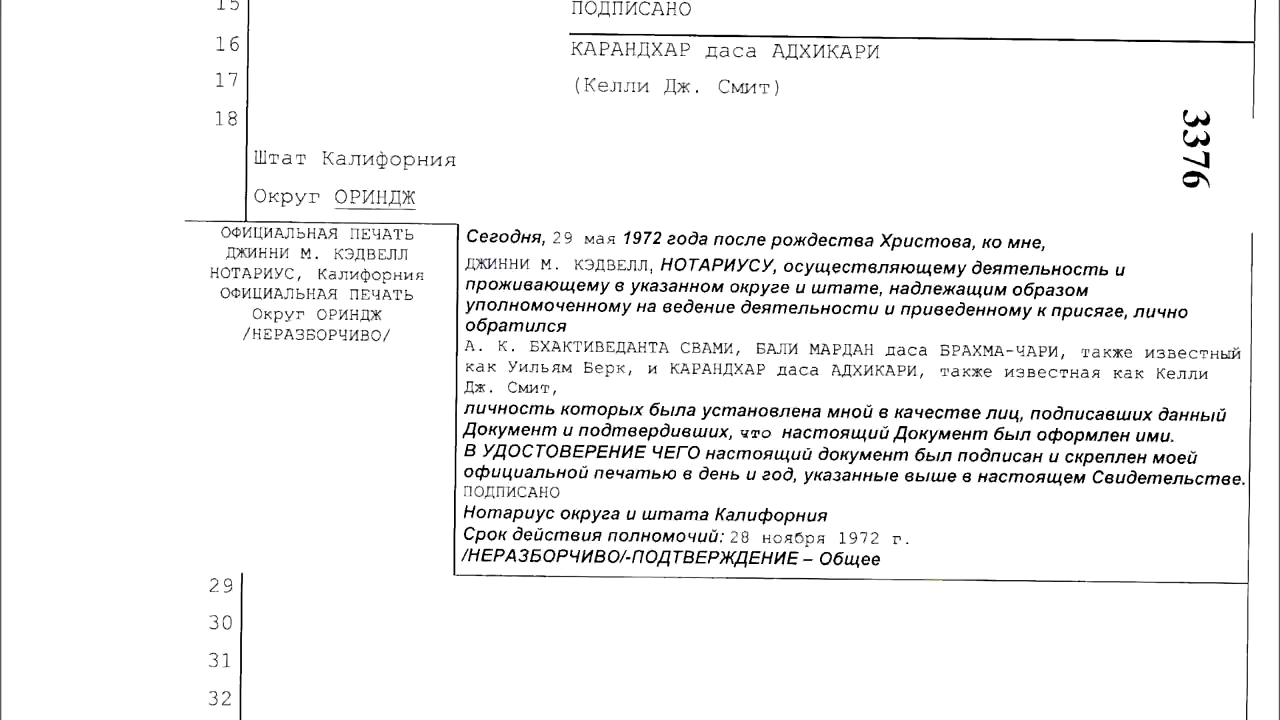 15
ПОДПИСАНО
16
КАРАНДХАР даса АДХИКАРИ
17
(Келли Дж. Смит)
18
3376
Штат Калифорния
Округ ОРИНДЖ
ОФИЦИАЛЬНАЯ ПЕЧАТЬ
ДЖИННИ М. КЭДВЕЛЛ
НОТАРИУС, Калифорния
ОФИЦИАЛЬНАЯ ПЕЧАТЬ
Округ ОРИНДЖ
/НЕРАЗБОРЧИВО/
Сегодня, 29 мая 1972 года после рождества Христова, ко мне,
ДЖИННИ М. КЭДВЕЛЛ, НОТАРИУСУ, осуществляющему деятельность и
проживающему в указанном округе и штате, надлежащим образом
уполномоченному на ведение деятельности и приведенному к присяге, лично
обратился
А. К. БХАКТИВЕДАНТА СВАМИ, БАЛИ МАРДАН даса БРАХМА-ЧАРИ, также известный
как Уильям Берк, и КАРАНДХАР даса АДХИКАРИ, также известная как Келли
Дж. Смит,
личность которых была установлена мной в качестве лиц, подписавших данный
Документ и подтвердивших, что настоящий Документ был оформлен ими.
В УДОСТОВЕРЕНИЕ ЧЕГО настоящий документ был подписан и скреплен моей
официальной печатью в день и год, указанные выше в настоящем Свидетельстве.
ПОДПИСАНО
Нотариус округа и штата Калифорния
Срок действия полномочий: 28 ноября 1972 г.
/НЕРАЗБОРЧИВО/-ПОДТВЕРЖДЕНИЕ – Общее
29
30
31
32